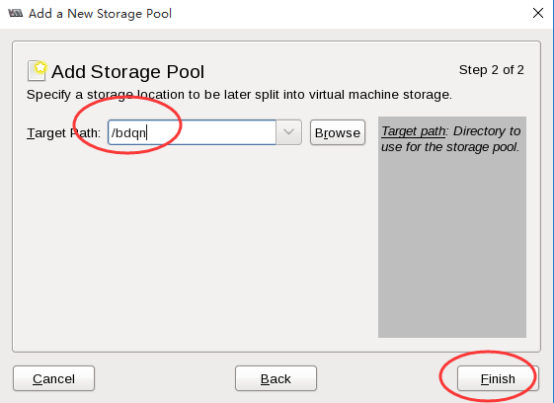 Add a New Storage Pool
Add Storage Pool
Step 2 of 2
Specify a storage location to be later split into virtual machine storage.
Target Path:
/bdqn
Browse
Target path: Directory to
use for the storage pool.
Cancel
Back
Finish